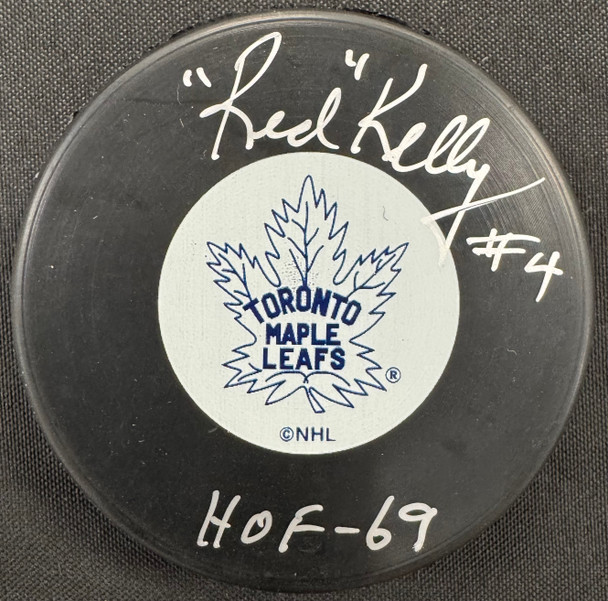 "Red" Kelly
#4
TORONTO
MAPLE
LEAFS
®
©NHL
HOF-69